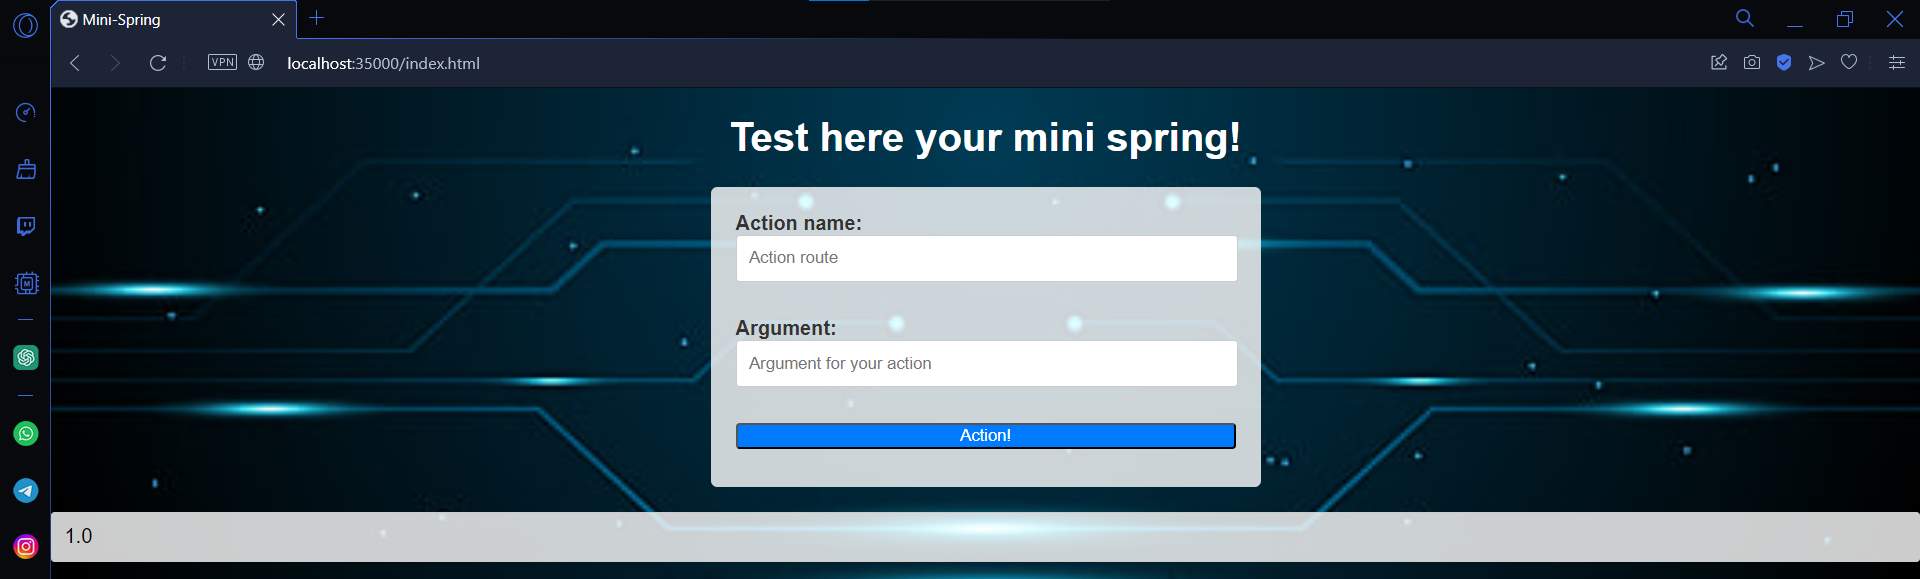 Mini-Spring
VPN
localhost:35000/index.html
Test here your mini spring!
Action name:
Action route
Argument:
Argument for your action
Action!
1.0